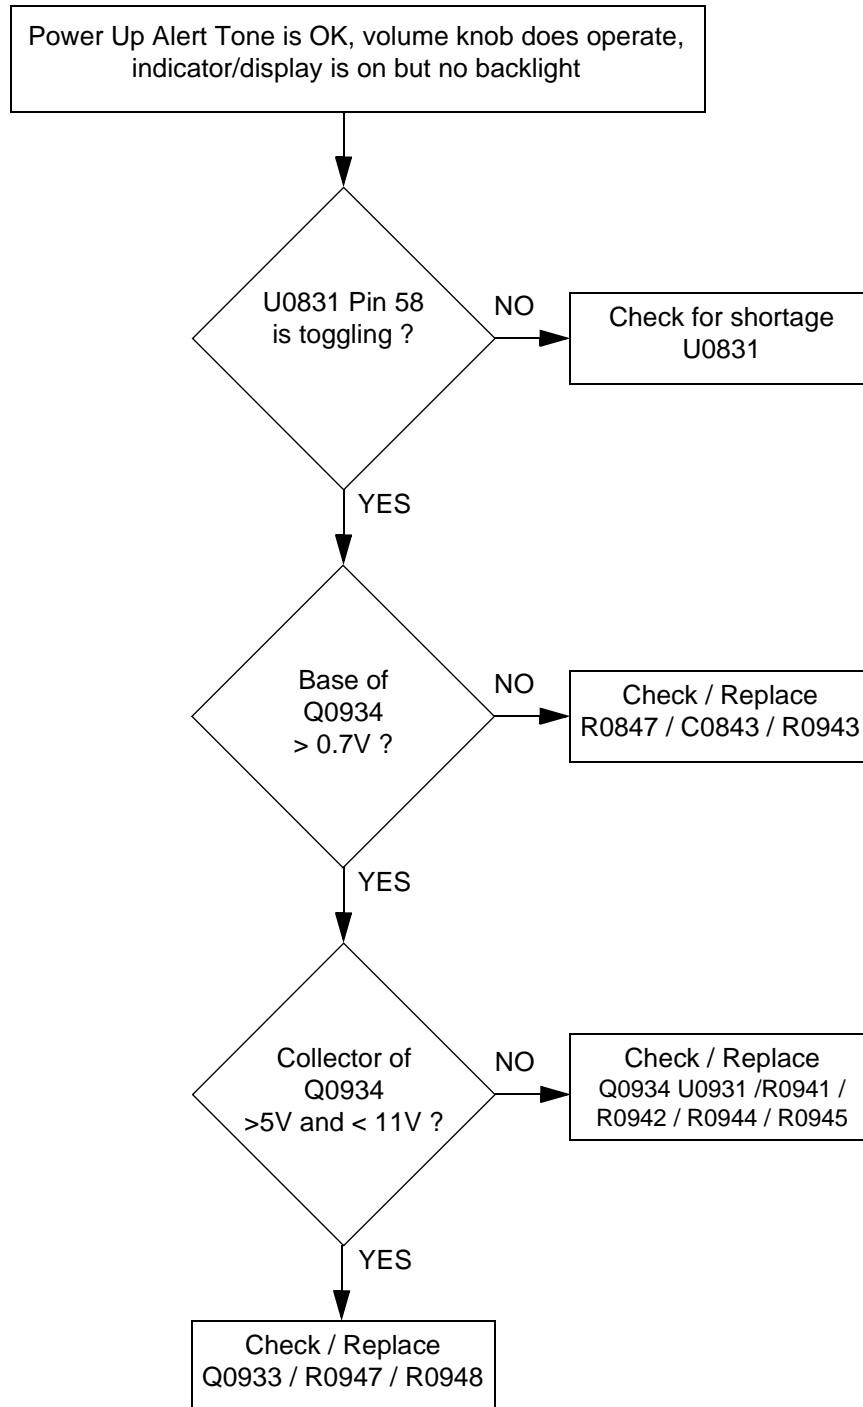 Power Up Alert Tone is OK, volume knob does operate,
indicator/display is on but no backlight
U0831 Pin 58
is toggling ?
NO
Check for shortage
U0831
YES
Base of
Q0934
> 0.7V ?
NO
Check / Replace
R0847 / C0843 / R0943
YES
Collector of
Q0934
>5V and < 11V ?
NO
Check / Replace
Q0934 U0931 /R0941 /
R0942 / R0944 / R0945
YES
Check / Replace
Q0933 / R0947 / R0948